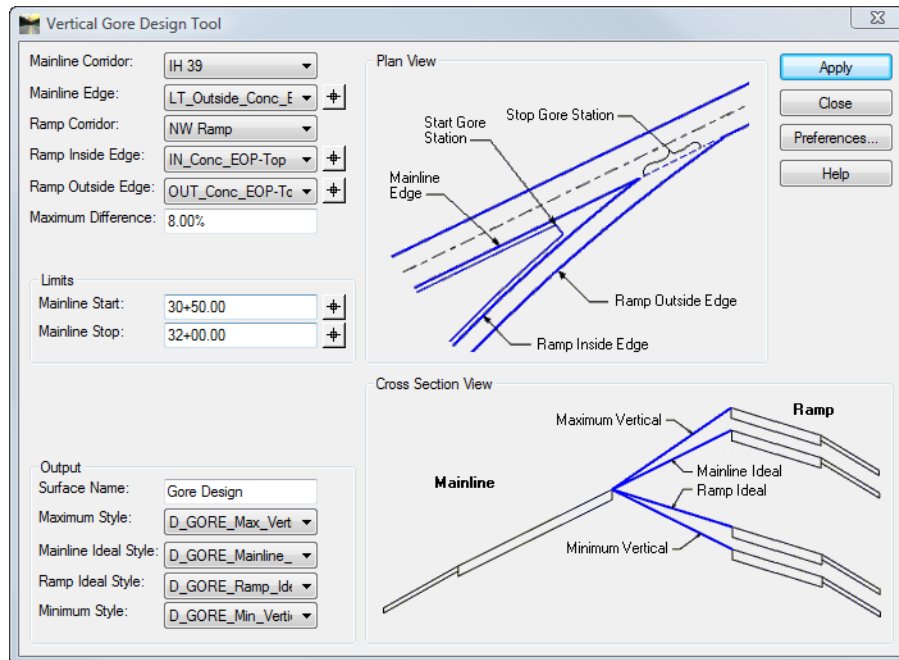 Vertical Gore Design Tool
Mainline Corridor: IH 39
Mainline Edge: LT_Outside_Conc_E
Ramp Corridor: NW Ramp
Ramp Inside Edge: IN_Conc_EOP-Top
Ramp Outside Edge: OUT_Conc_EOP-Tc
Maximum Difference: 8.00%
Limits
Mainline Start: 30+50.00
Mainline Stop: 32+00.00
Output
Surface Name: Gore Design
Maximum Style: D_GORE_Max_Vert
Mainline Ideal Style: D_GORE_Mainline_
Ramp Ideal Style: D_GORE_Ramp_Ide
Minimum Style: D_GORE_Min_Vertic
Plan View
Start Gore
Station
Stop Gore Station
Mainline
Edge
Ramp Outside Edge
Ramp Inside Edge
Cross Section View
Maximum Vertical
Ramp
Mainline Ideal
Mainline
Ramp Ideal
Minimum Vertical
Apply
Close
Preferences...
Help